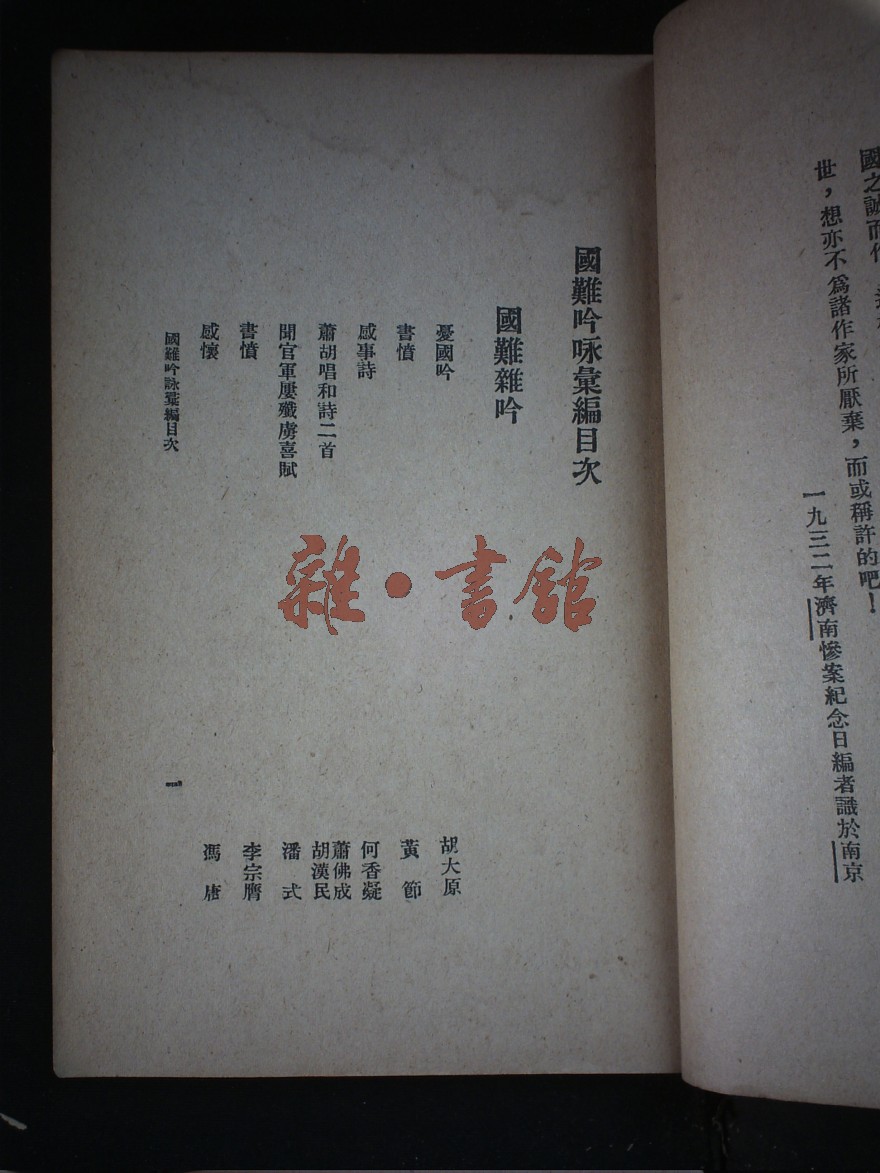 國之誠而作
世，想亦不爲諸作家所厭棄，而或稱許的吧！
一九三二年濟南慘案紀念日編者識於南京
國難吟咏彙編目次
國難雜吟
憂國吟　胡大原
書憤　黃節
感事詩　何香凝
蕭胡唱和詩二首　蕭佛成　胡漢民
聞官軍屢殲虜喜賦　潘式
書憤　李宗膺
感懷　馮唐
國難吟詠彙編目次
一
雜·書館